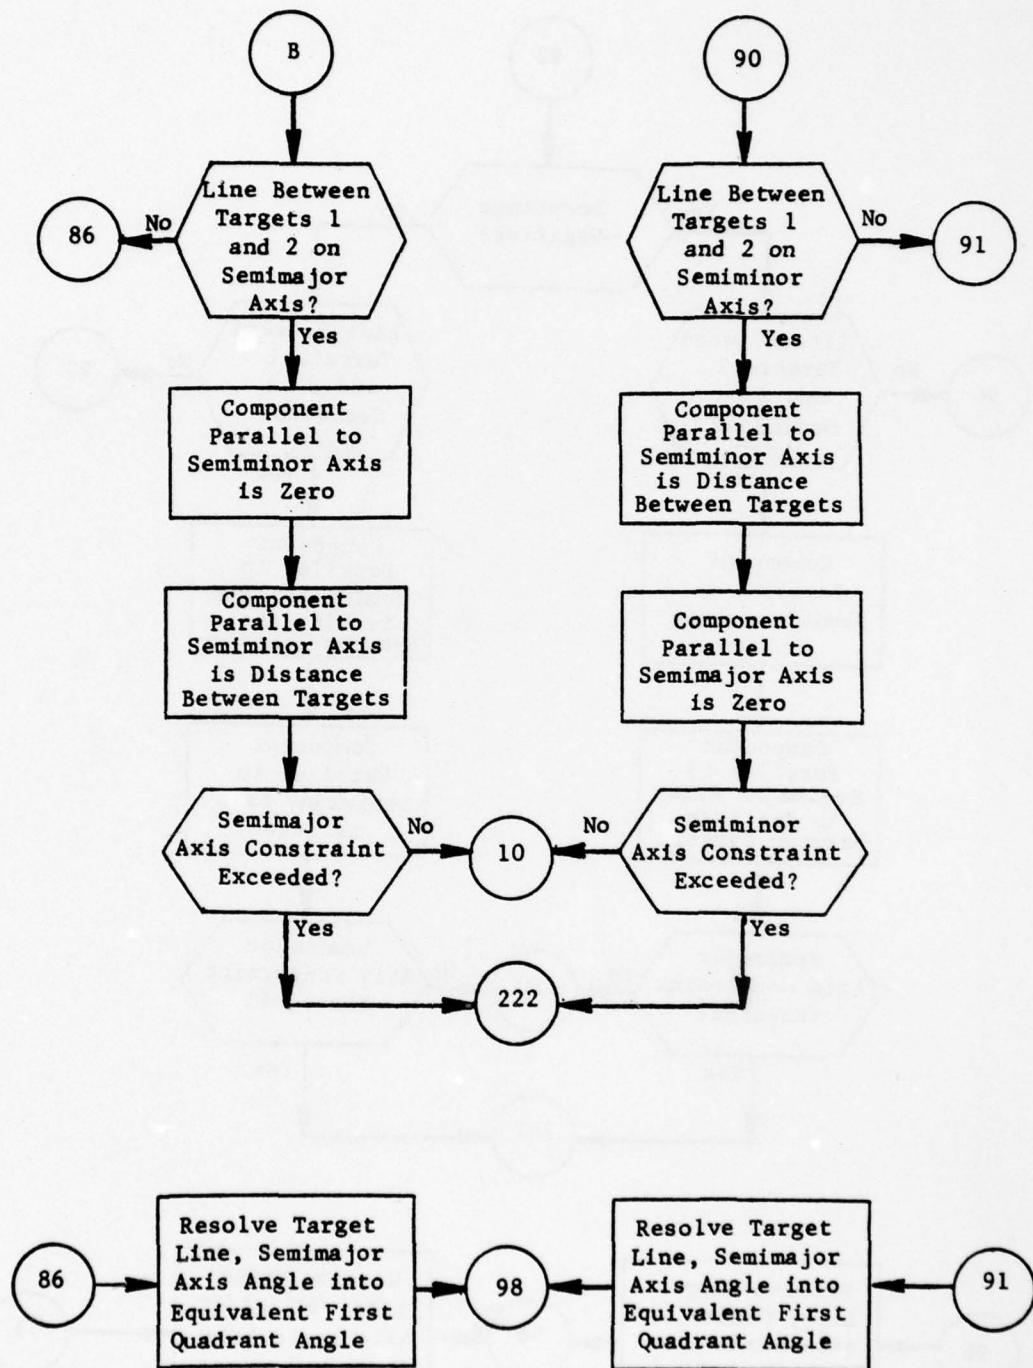 B
Line Between
Targets 1
and 2 on
Semimajor
Axis?
No
86
Yes
Component
Parallel to
Semiminor Axis
is Zero
Component
Parallel to
Semiminor Axis
is Distance
Between Targets
Semimajor
Axis Constraint
Exceeded?
No
10
Yes
222
90
Line Between
Targets 1
and 2 on
Semiminor
Axis?
No
91
Yes
Component
Parallel to
Semiminor Axis
is Distance
Between Targets
Component
Parallel to
Semimajor Axis
is Zero
Semiminor
Axis Constraint
Exceeded?
No
Yes
86
Resolve Target
Line, Semimajor
Axis Angle into
Equivalent First
Quadrant Angle
98
Resolve Target
Line, Semimajor
Axis Angle into
Equivalent First
Quadrant Angle
91